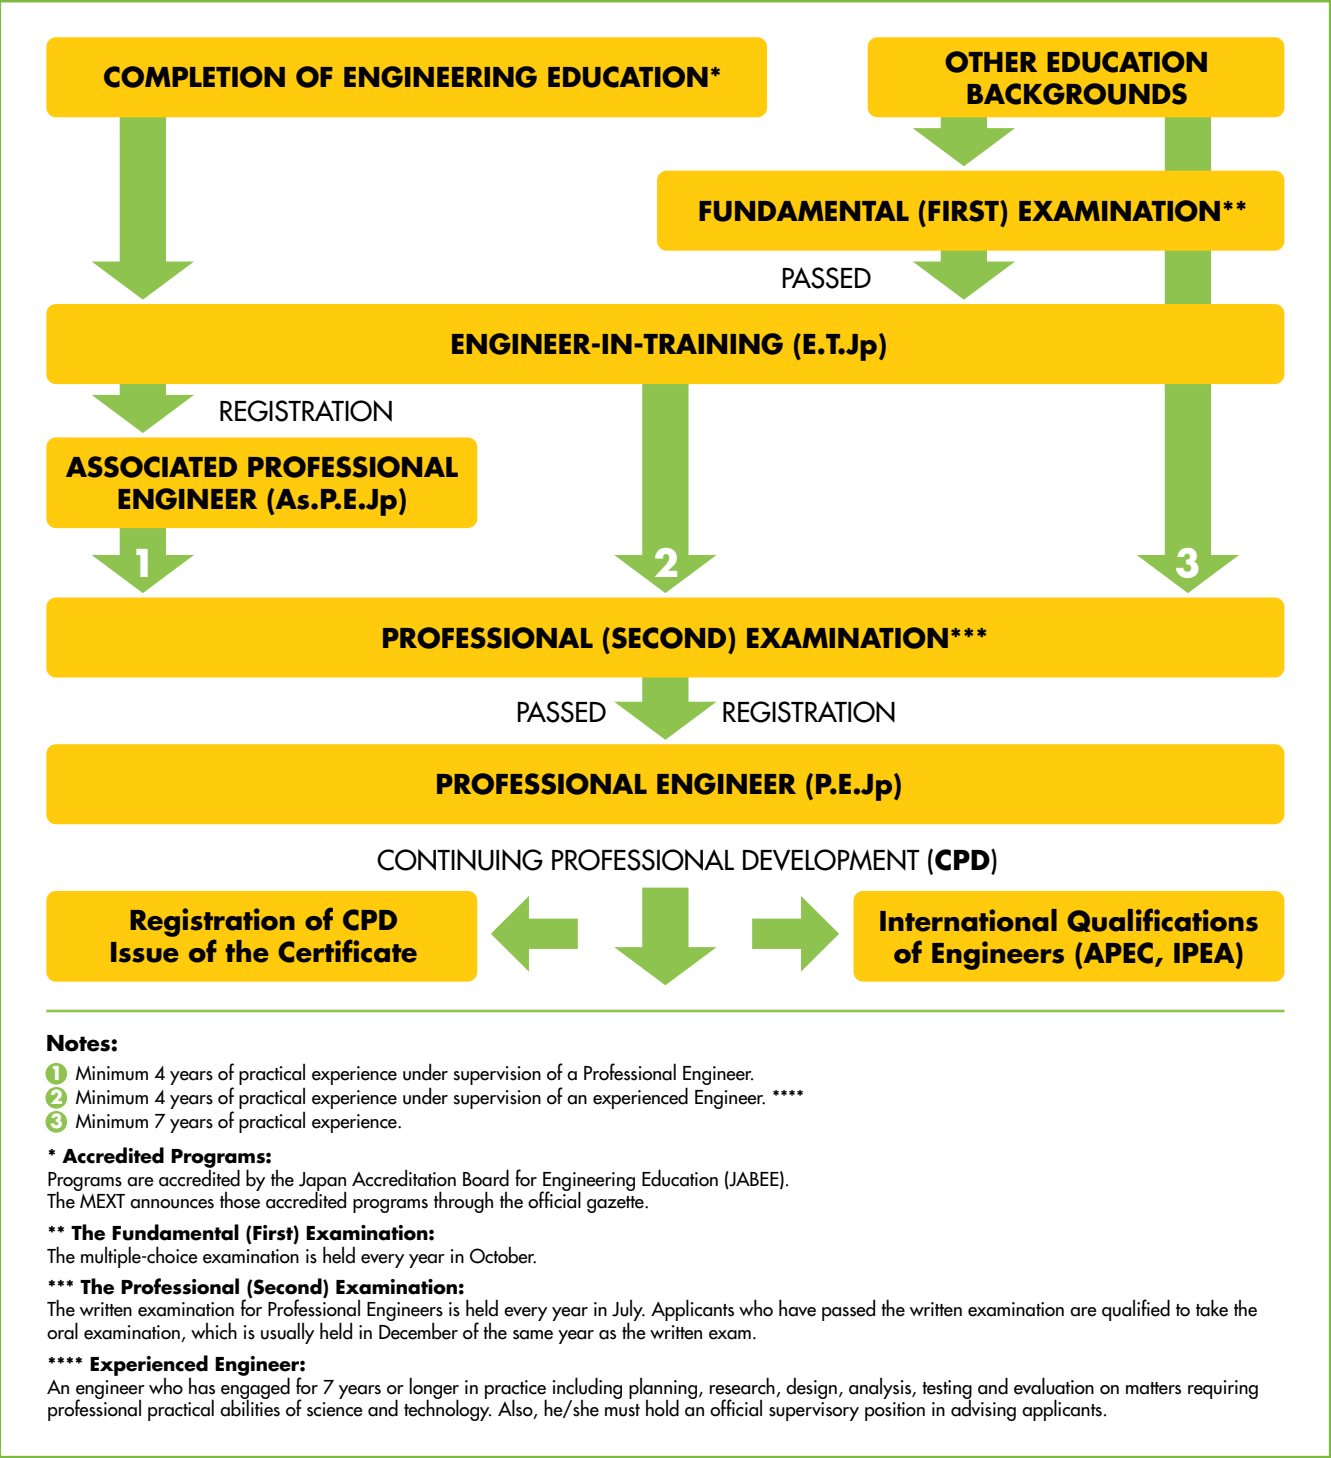 COMPLETION OF ENGINEERING EDUCATION*
OTHER EDUCATION
BACKGROUNDS
FUNDAMENTAL (FIRST) EXAMINATION**
PASSED
ENGINEER-IN-TRAINING (E.T.Jp)
REGISTRATION
ASSOCIATED PROFESSIONAL
ENGINEER (As.P.E.Jp)
1
2
3
PROFESSIONAL (SECOND) EXAMINATION***
PASSED
REGISTRATION
PROFESSIONAL ENGINEER (P.E.Jp)
CONTINUING PROFESSIONAL DEVELOPMENT (CPD)
Registration of CPD
Issue of the Certificate
International Qualifications
of Engineers (APEC, IPEA)
Notes:
1 Minimum 4 years of practical experience under supervision of a Professional Engineer.
2 Minimum 4 years of practical experience under supervision of an experienced Engineer. ****
3 Minimum 7 years of practical experience.
* Accredited Programs:
Programs are accredited by the Japan Accreditation Board for Engineering Education (JABEE).
The MEXT announces those accredited programs through the official gazette.
** The Fundamental (First) Examination:
The multiple-choice examination is held every year in October.
*** The Professional (Second) Examination:
The written examination for Professional Engineers is held every year in July. Applicants who have passed the written examination are qualified to take the
oral examination, which is usually held in December of the same year as the written exam.
**** Experienced Engineer:
An engineer who has engaged for 7 years or longer in practice including planning, research, design, analysis, testing and evaluation on matters requiring
professional practical abilities of science and technology. Also, he/she must hold an official supervisory position in advising applicants.